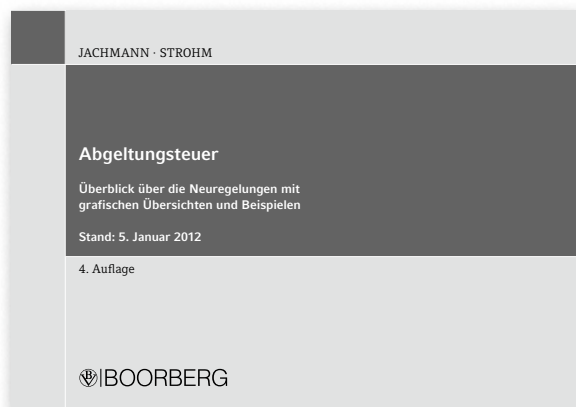 JACHMANN · STROHM
Abgeltungsteuer
Überblick über die Neuregelungen mit
grafischen Übersichten und Beispielen
Stand: 5. Januar 2012
4. Auflage
BOORBERG